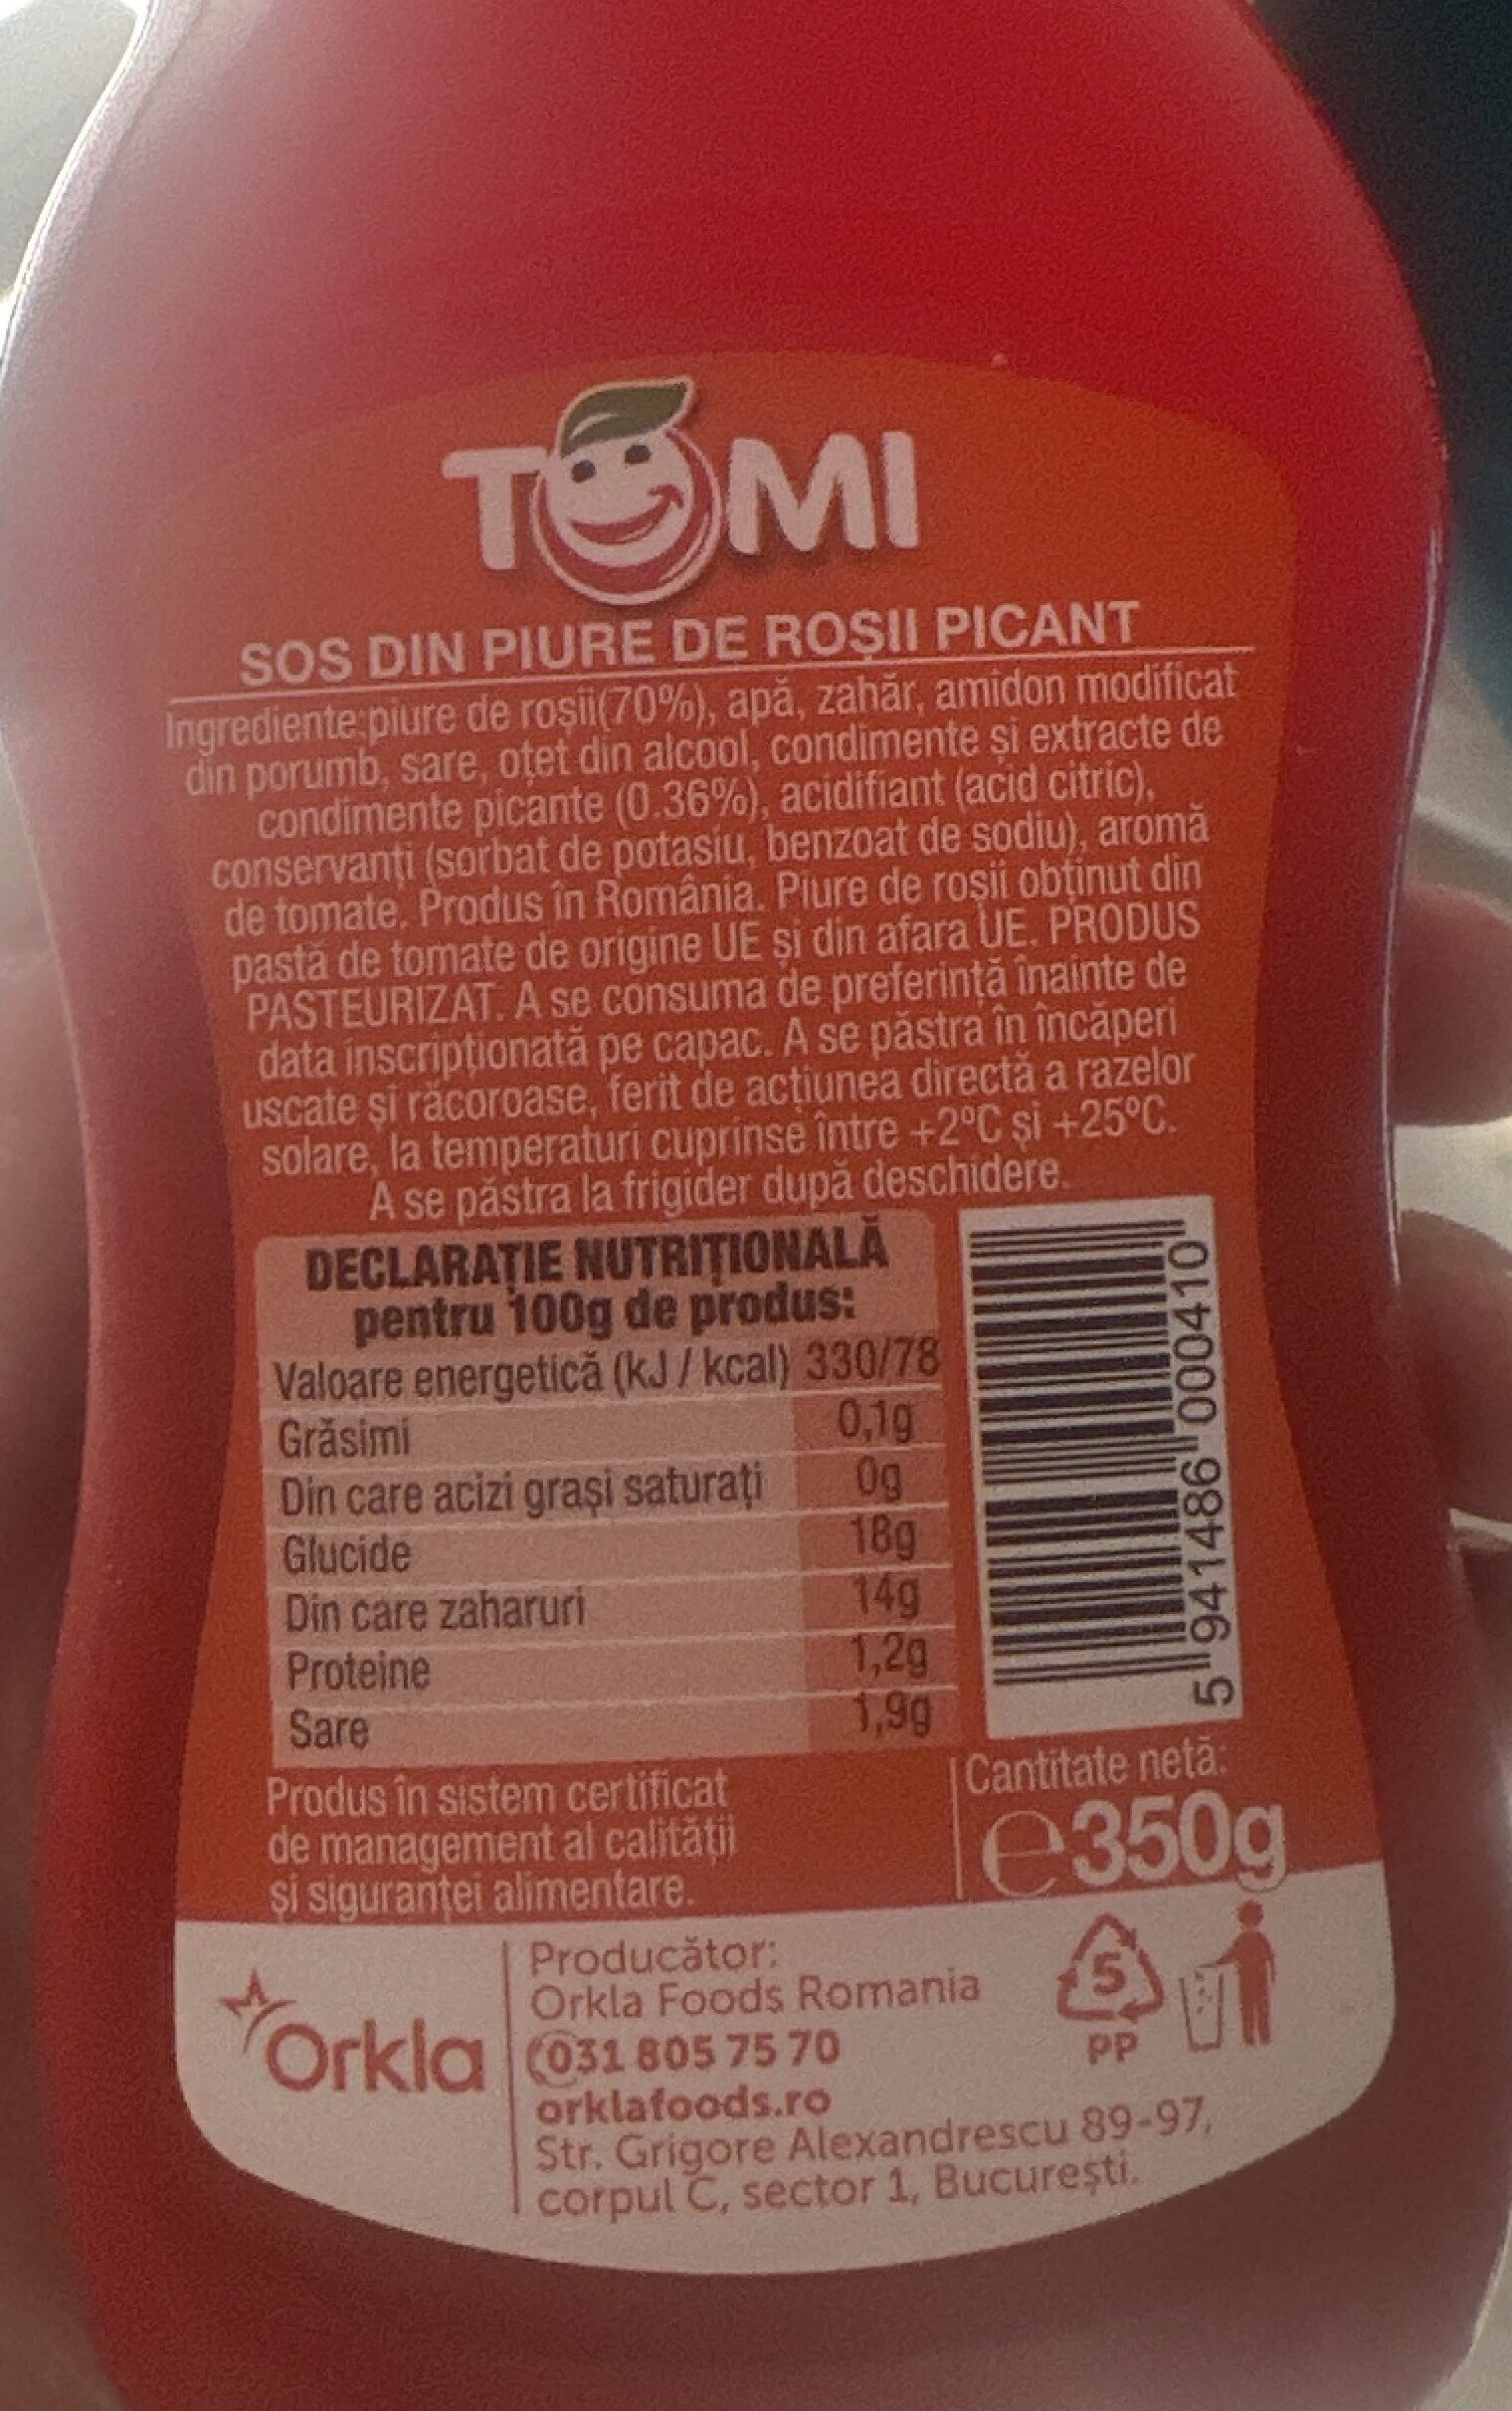 TOMI
SOS DIN PIURE DE ROȘII PICANT
Ingrediente:piure de roșii(70%), apă, zahăr, amidon modificat
din porumb, sare, oțet din alcool, condimente și extracte de
condimente picante (0.36%), acidifiant (acid citric),
conservanți (sorbat de potasiu, benzoat de sodiu), aromă
de tomate. Produs în România. Piure de roșii obținut din
pastă de tomate de origine UE și din afara UE. PRODUS
PASTEURIZAT. A se consuma de preferință înainte de
data inscripționată pe capac. A se păstra în încăperi
uscate și răcoroase, ferit de acțiunea directă a razelor
solare, la temperaturi cuprinse între +2ºC și +25ºC.
A se păstra la frigider după deschidere.
DECLARAȚIE NUTRIȚIONALĂ
pentru 100g de produs:
Valoare energetică (kJ / kcal) 330/78
Grăsimi 0,1g
Din care acizi grași saturați 0g
Glucide 18g
Din care zaharuri 14g
Proteine 1,2g
Sare 1,9g
5 941486 000410
Produs în sistem certificat
de management al calității
și siguranței alimentare.
Cantitate netă:
℮350g
Orkla
Producător:
Orkla Foods Romania
031 805 75 70
orklafoods.ro
Str. Grigore Alexandrescu 89-97,
corpul C, sector 1, București.
5
PP